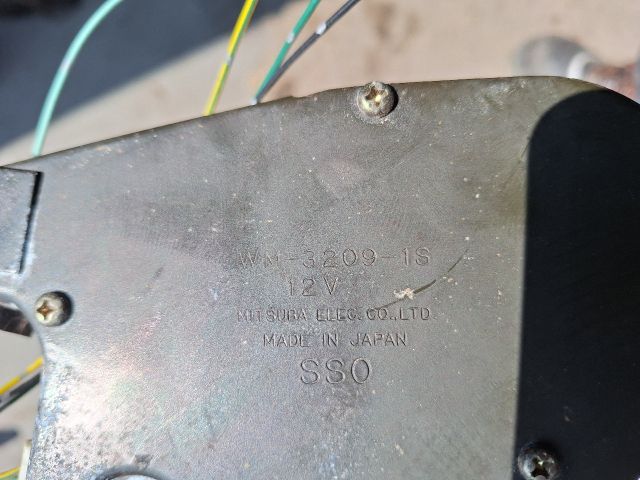 WM-3209-1S
12V
MITSUBA ELEC.CO.,LTD
MADE IN JAPAN
SSO